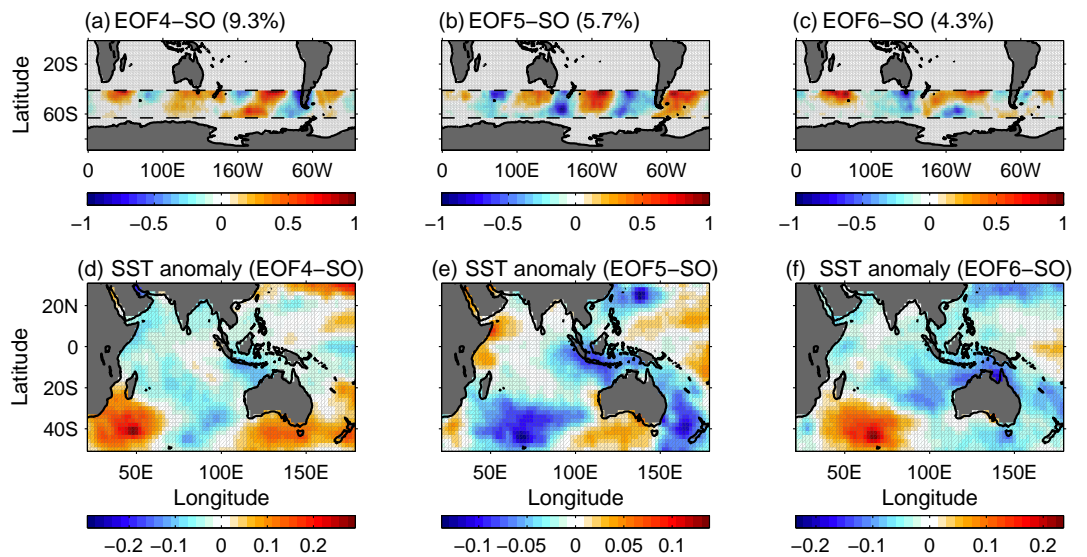 (a) EOF4−SO (9.3%)
(b) EOF5−SO (5.7%)
(c) EOF6−SO (4.3%)
Latitude
20S
60S
0 100E 160W 60W
0 100E 160W 60W
0 100E 160W 60W
−1 −0.5 0 0.5 1
−1 −0.5 0 0.5 1
−1 −0.5 0 0.5 1
(d) SST anomaly (EOF4−SO)
(e) SST anomaly (EOF5−SO)
(f) SST anomaly (EOF6−SO)
Latitude
20N
0
20S
40S
50E 100E 150E
50E 100E 150E
50E 100E 150E
Longitude
Longitude
Longitude
−0.2 −0.1 0 0.1 0.2
−0.1 −0.05 0 0.05 0.1
−0.2 −0.1 0 0.1 0.2